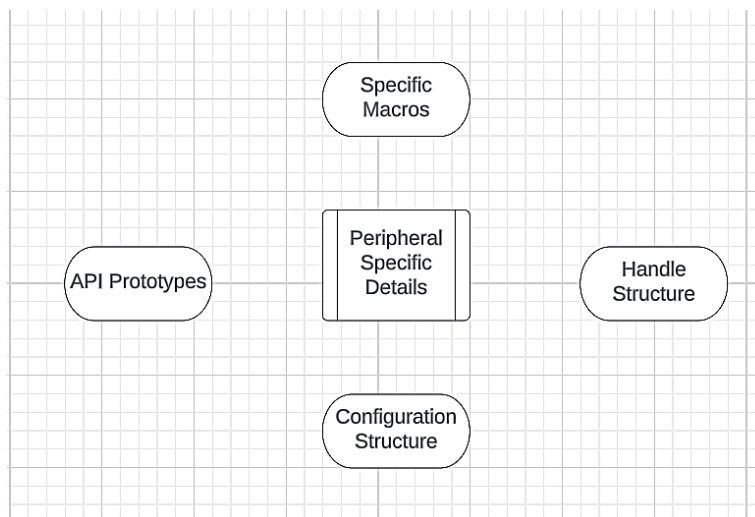 Specific
Macros
Peripheral
Specific
Details
API Prototypes
Handle
Structure
Configuration
Structure